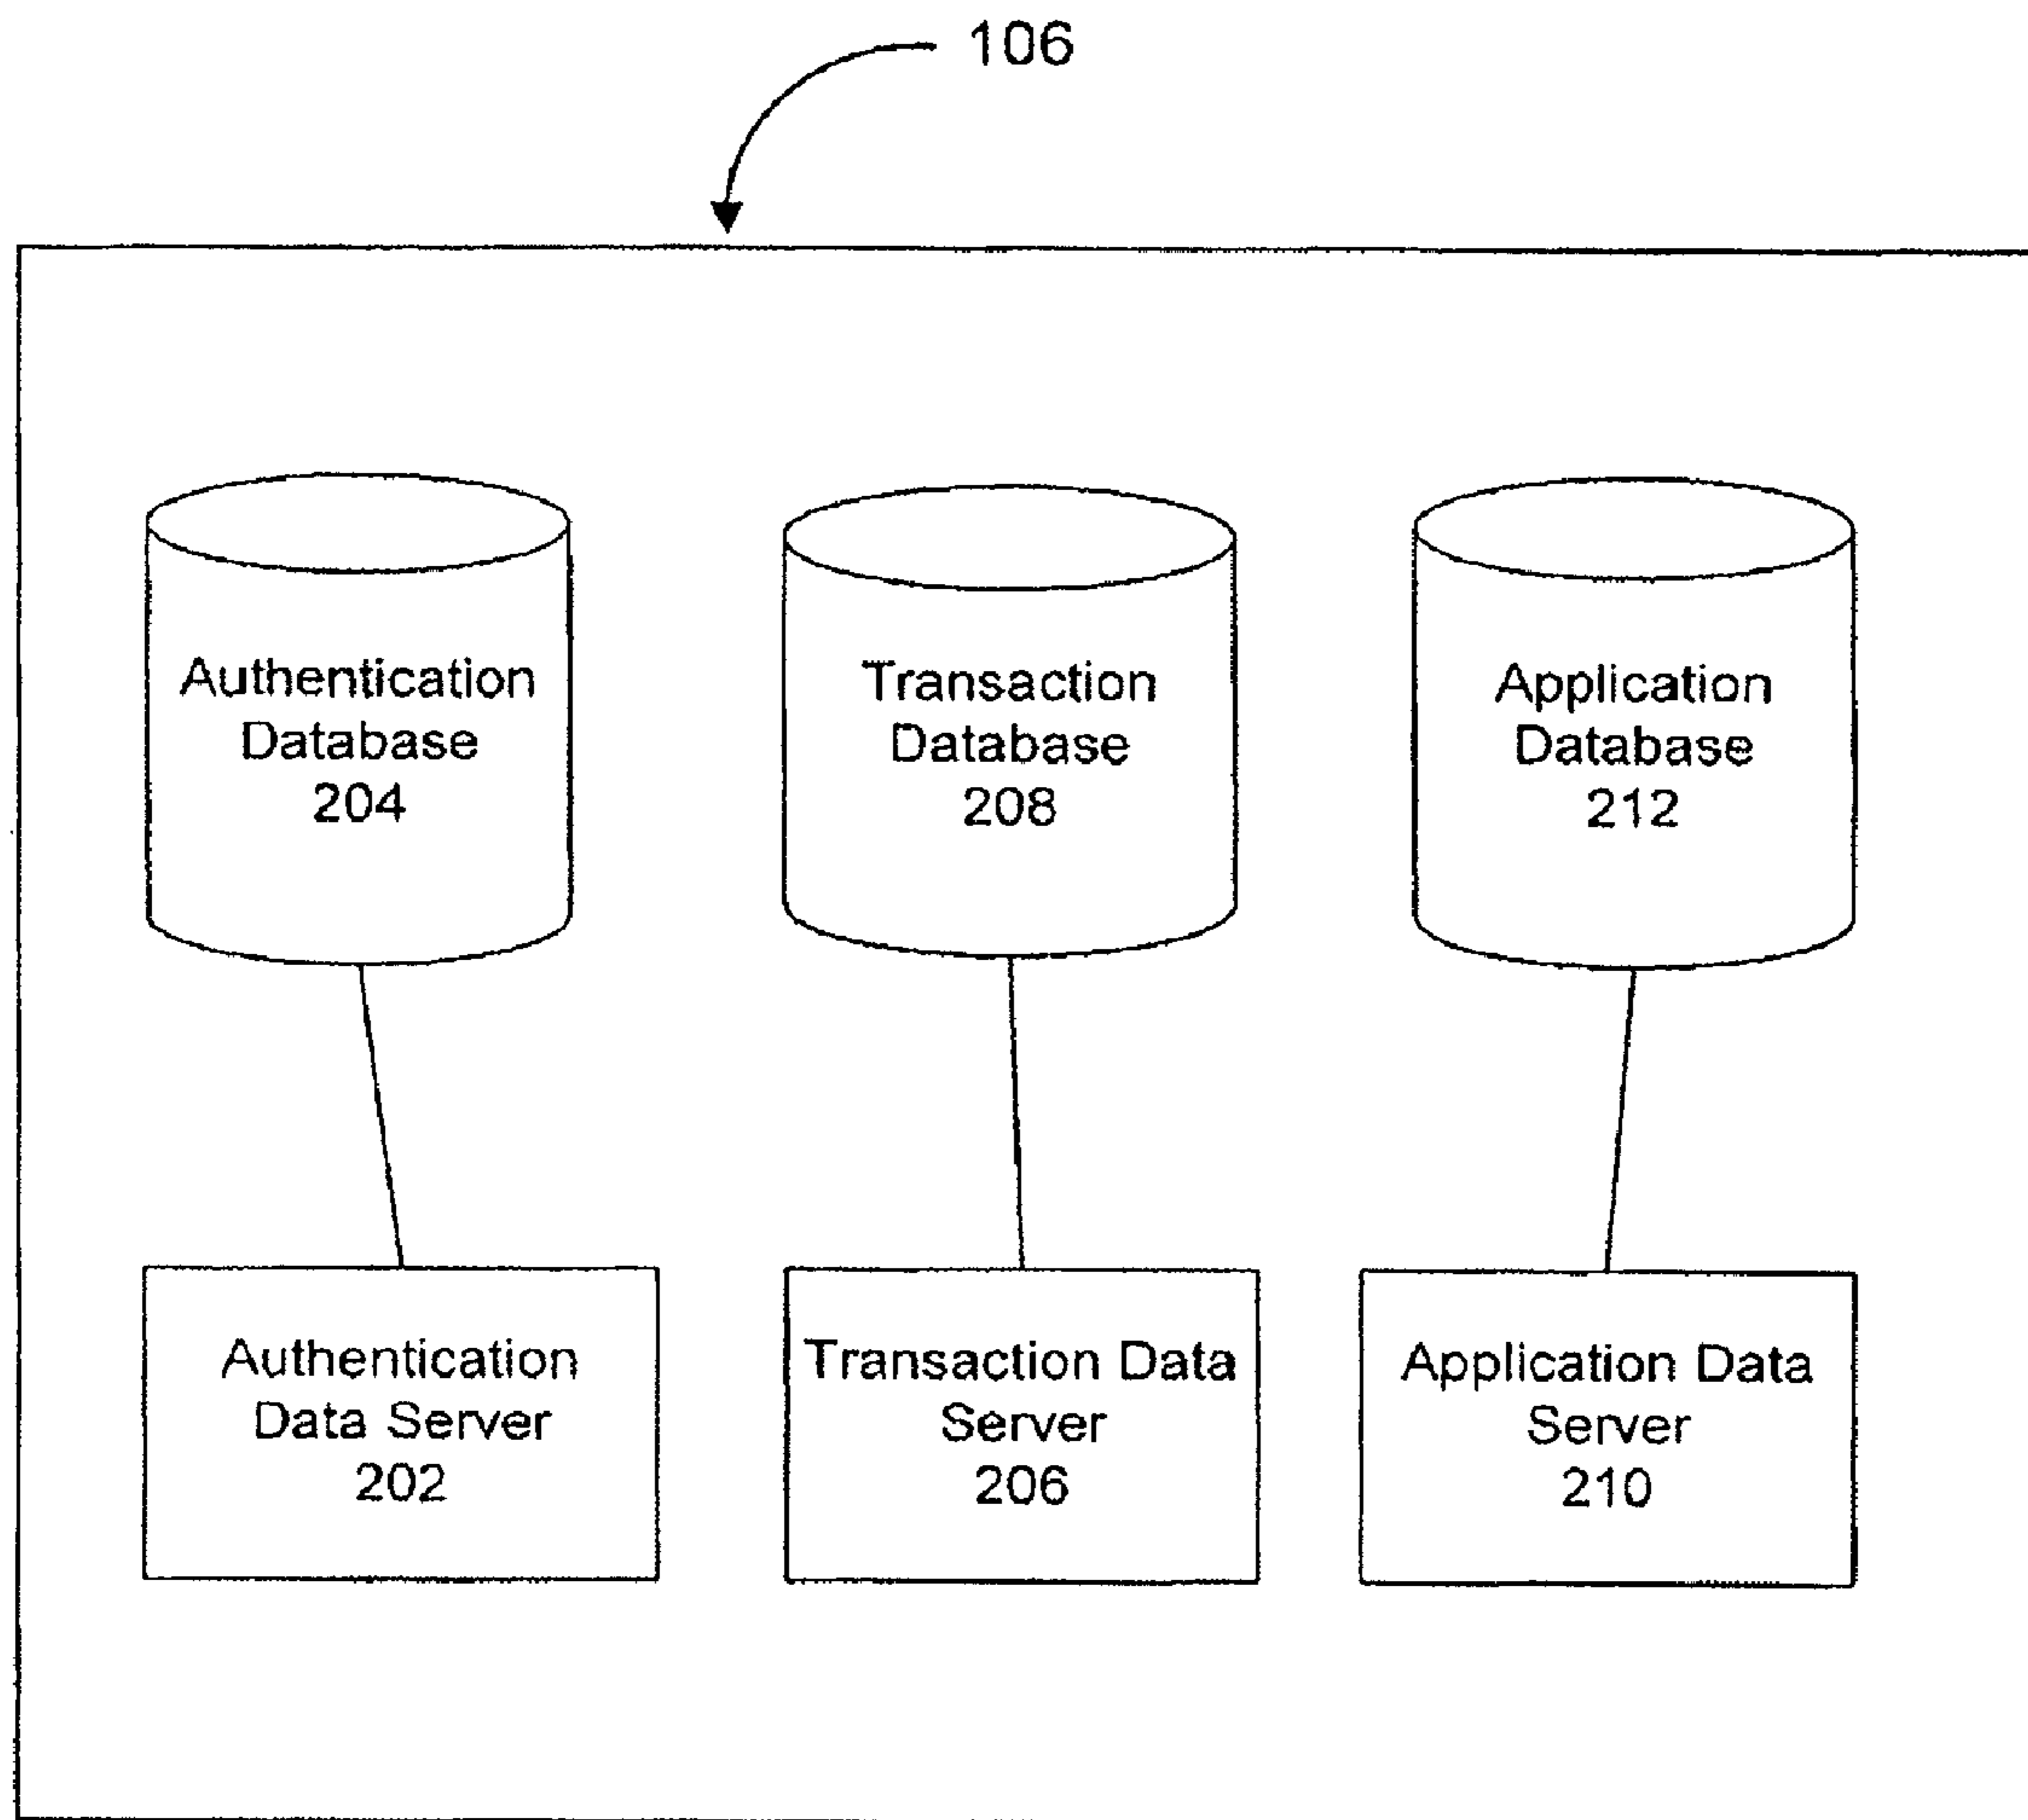 106
Authentication
Database
204
Transaction
Database
208
Application
Database
212
Authentication
Data Server
202
Transaction Data
Server
206
Application Data
Server
210